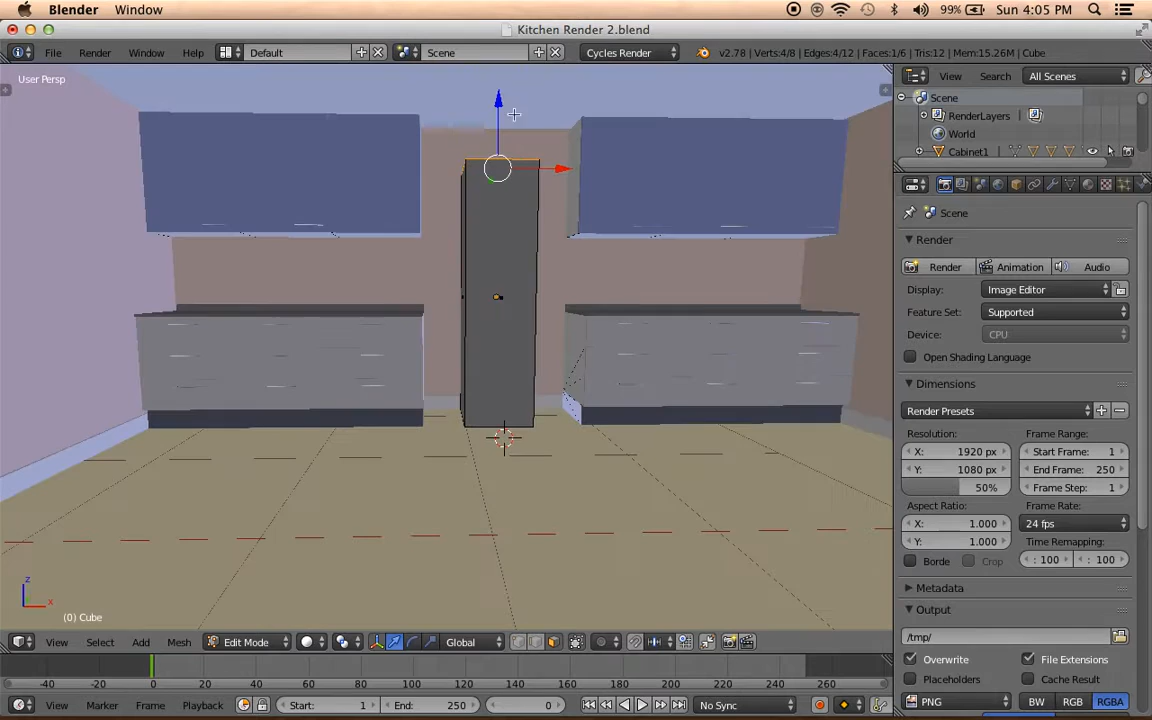 Blender Window 99% Sun 4:05 PM
Kitchen Render 2.blend
File Render Window Help Default Scene Cycles Render v2.78 | Verts:4/8 | Edges:4/12 | Faces:1/6 | Tris:12 | Mem:15.26M | Cube
User Persp
View Search All Scenes
Scene
RenderLayers
World
Cabinet1
Scene
Render
Render Animation Audio
Display: Image Editor
Feature Set: Supported
Device: CPU
Open Shading Language
Dimensions
Render Presets
Resolution: Frame Range:
X: 1920 px Start Frame: 1
Y: 1080 px End Frame: 250
50% Frame Step: 1
Aspect Ratio: Frame Rate:
X: 1.000 24 fps
Y: 1.000 Time Remapping:
Borde Crop : 100 : 100
Metadata
Output
/tmp/
Overwrite File Extensions
Placeholders Cache Result
PNG BW RGB RGBA
z
x
(0) Cube
View Select Add Mesh Edit Mode Global
-40 -20 0 20 40 60 80 100 120 140 160 180 200 220 240 260
View Marker Frame Playback Start: 1 End: 250 0 No Sync